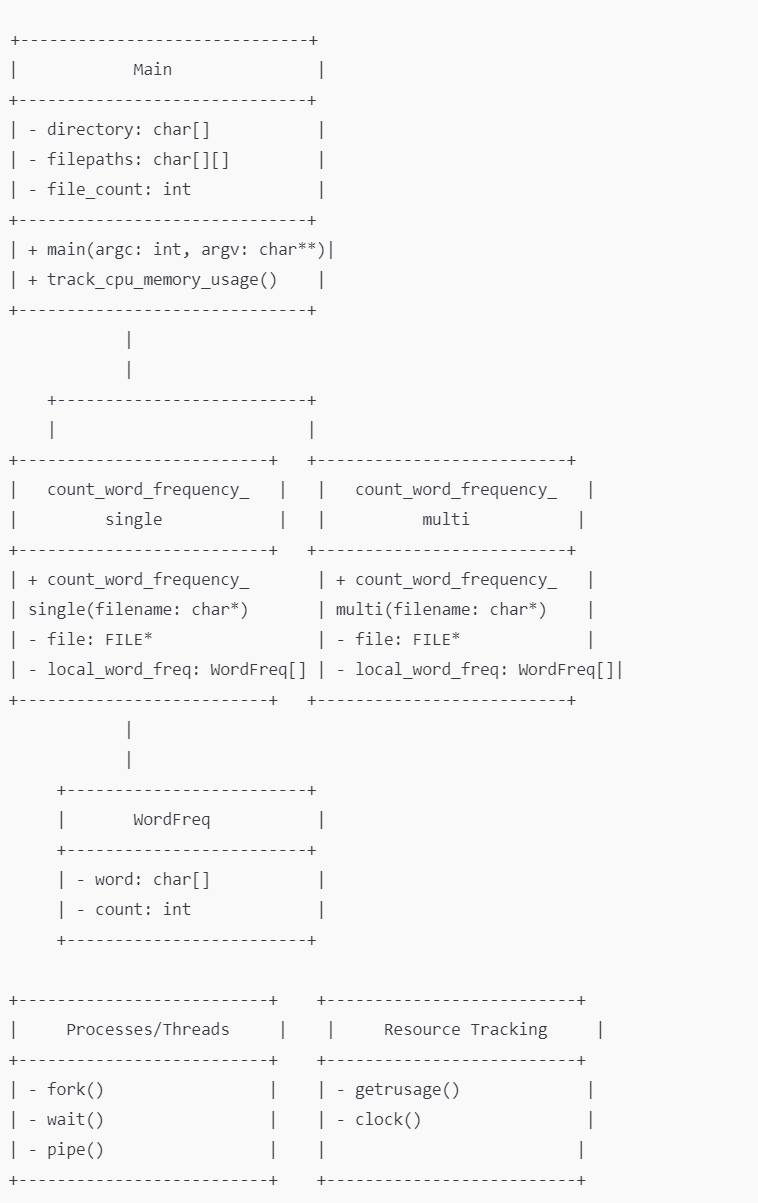 +------------------------------+
|            Main               |
+------------------------------+
| - directory: char[]           |
| - filepaths: char[][]         |
| - file_count: int             |
+------------------------------+
| + main(argc: int, argv: char**)|
| + track_cpu_memory_usage()    |
+------------------------------+
            |
            |
    +--------------------------+
    |                          |
+--------------------------+   +--------------------------+
|   count_word_frequency_   |   |   count_word_frequency_   |
|         single            |   |          multi           |
+--------------------------+   +--------------------------+
| + count_word_frequency_       | + count_word_frequency_   |
| single(filename: char*)       | multi(filename: char*)    |
| - file: FILE*                 | - file: FILE*             |
| - local_word_freq: WordFreq[] | - local_word_freq: WordFreq[]|
+--------------------------+   +--------------------------+
            |
            |
     +-------------------------+
     |       WordFreq           |
     +-------------------------+
     | - word: char[]           |
     | - count: int             |
     +-------------------------+
+--------------------------+    +--------------------------+
|     Processes/Threads     |    |     Resource Tracking     |
+--------------------------+    +--------------------------+
| - fork()                 |    | - getrusage()             |
| - wait()                 |    | - clock()                 |
| - pipe()                 |    |                          |
+--------------------------+    +--------------------------+